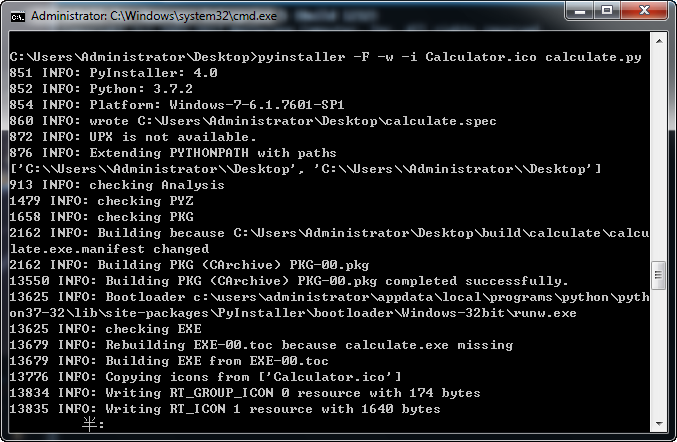 Administrator: C:\Windows\system32\cmd.exe
C:\Users\Administrator\Desktop>pyinstaller -F -w -i Calculator.ico calculate.py
851 INFO: PyInstaller: 4.0
852 INFO: Python: 3.7.2
854 INFO: Platform: Windows-7-6.1.7601-SP1
860 INFO: wrote C:\Users\Administrator\Desktop\calculate.spec
872 INFO: UPX is not available.
876 INFO: Extending PYTHONPATH with paths
['C:\\Users\\Administrator\\Desktop', 'C:\\Users\\Administrator\\Desktop']
913 INFO: checking Analysis
1479 INFO: checking PYZ
1658 INFO: checking PKG
2162 INFO: Building because C:\Users\Administrator\Desktop\build\calculate\calcu
late.exe.manifest changed
2162 INFO: Building PKG (CArchive) PKG-00.pkg
13550 INFO: Building PKG (CArchive) PKG-00.pkg completed successfully.
13625 INFO: Bootloader c:\users\administrator\appdata\local\programs\python\pyth
on37-32\lib\site-packages\PyInstaller\bootloader\Windows-32bit\runw.exe
13625 INFO: checking EXE
13679 INFO: Rebuilding EXE-00.toc because calculate.exe missing
13679 INFO: Building EXE from EXE-00.toc
13776 INFO: Copying icons from ['Calculator.ico']
13834 INFO: Writing RT_GROUP_ICON 0 resource with 174 bytes
13835 INFO: Writing RT_ICON 1 resource with 1640 bytes
半: